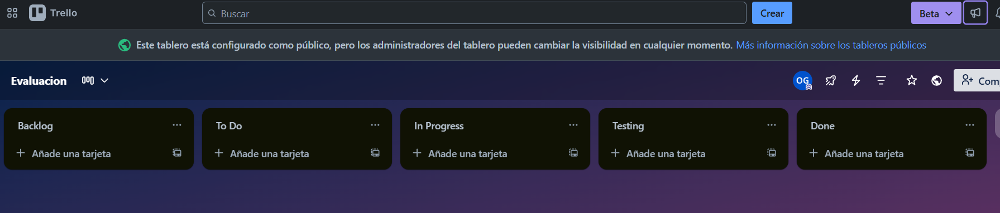 Trello
Buscar
Crear
Beta
Este tablero está configurado como público, pero los administradores del tablero pueden cambiar la visibilidad en cualquier momento. Más información sobre los tableros públicos
Evaluacion
OG
Backlog
To Do
In Progress
Testing
Done
Añade una tarjeta
Añade una tarjeta
Añade una tarjeta
Añade una tarjeta
Añade una tarjeta